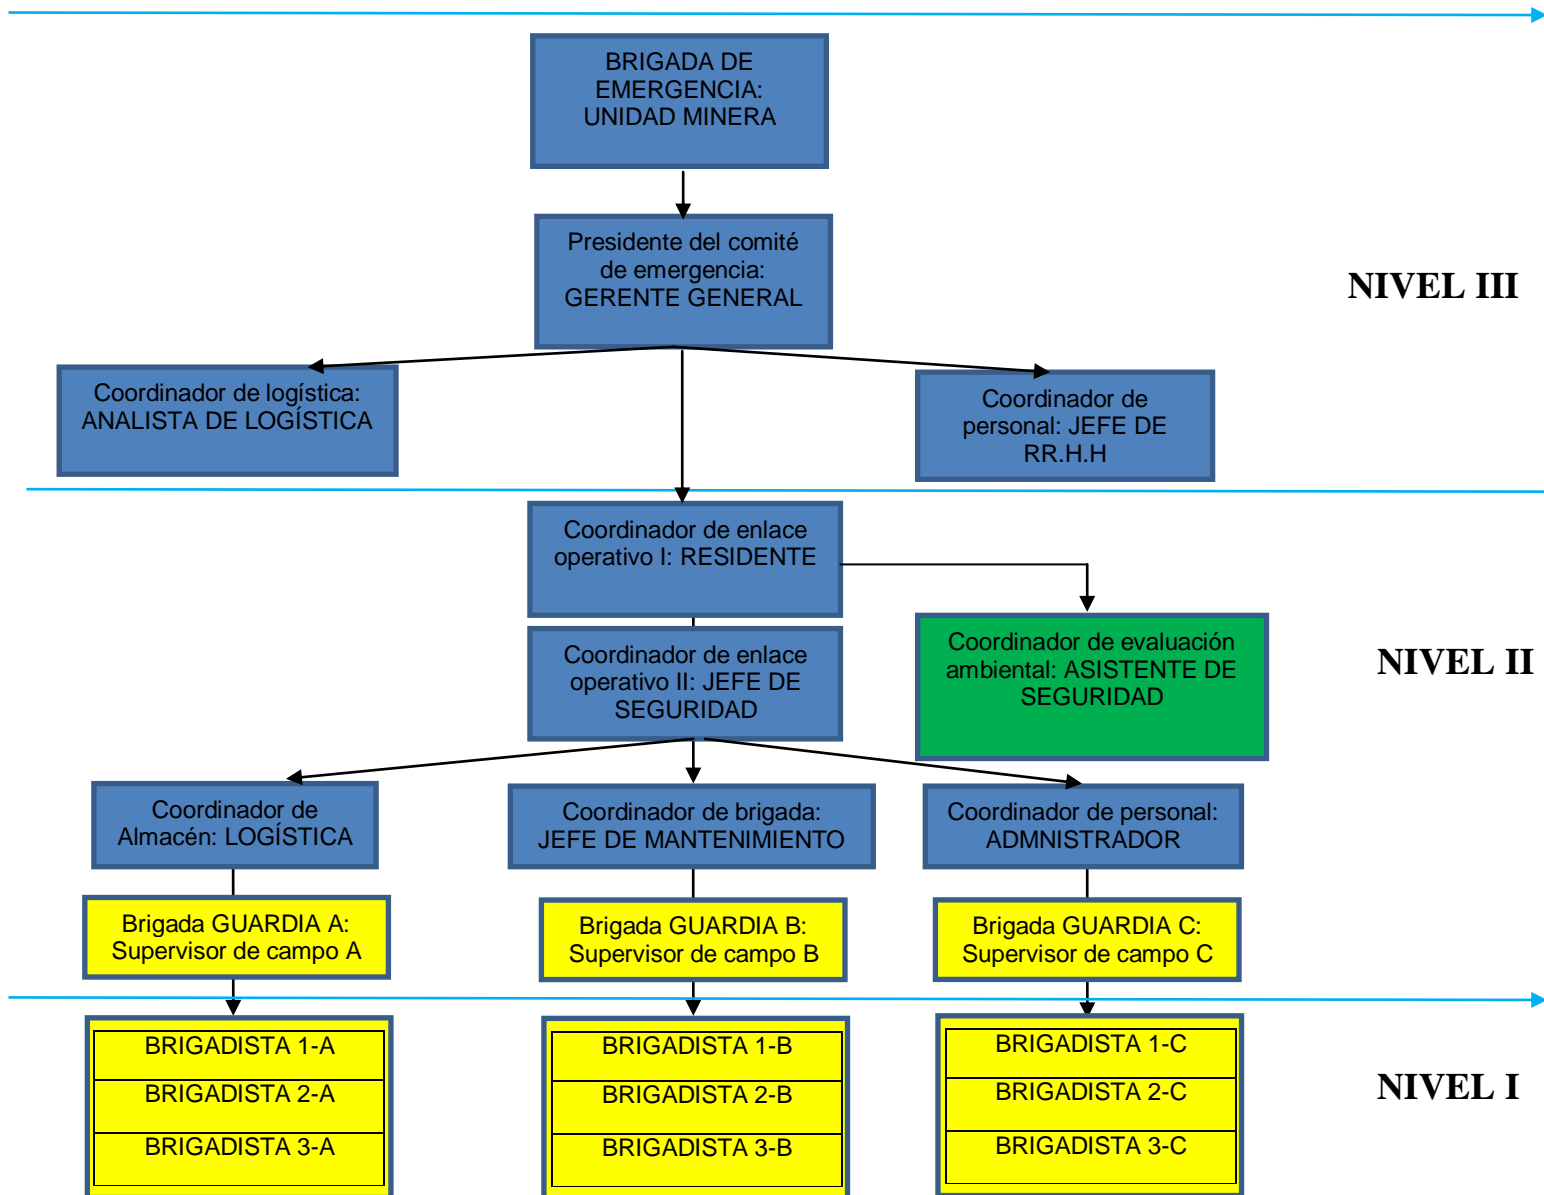 BRIGADA DE
EMERGENCIA:
UNIDAD MINERA
Presidente del comité
de emergencia:
GERENTE GENERAL
NIVEL III
Coordinador de logística:
ANALISTA DE LOGÍSTICA
Coordinador de
personal: JEFE DE
RR.H.H
Coordinador de enlace
operativo I: RESIDENTE
Coordinador de enlace
operativo II: JEFE DE
SEGURIDAD
Coordinador de evaluación
ambiental: ASISTENTE DE
SEGURIDAD
NIVEL II
Coordinador de
Almacén: LOGÍSTICA
Coordinador de brigada:
JEFE DE MANTENIMIENTO
Coordinador de personal:
ADMNISTRADOR
Brigada GUARDIA A:
Supervisor de campo A
Brigada GUARDIA B:
Supervisor de campo B
Brigada GUARDIA C:
Supervisor de campo C
BRIGADISTA 1-A
BRIGADISTA 2-A
BRIGADISTA 3-A
BRIGADISTA 1-B
BRIGADISTA 2-B
BRIGADISTA 3-B
BRIGADISTA 1-C
BRIGADISTA 2-C
BRIGADISTA 3-C
NIVEL I